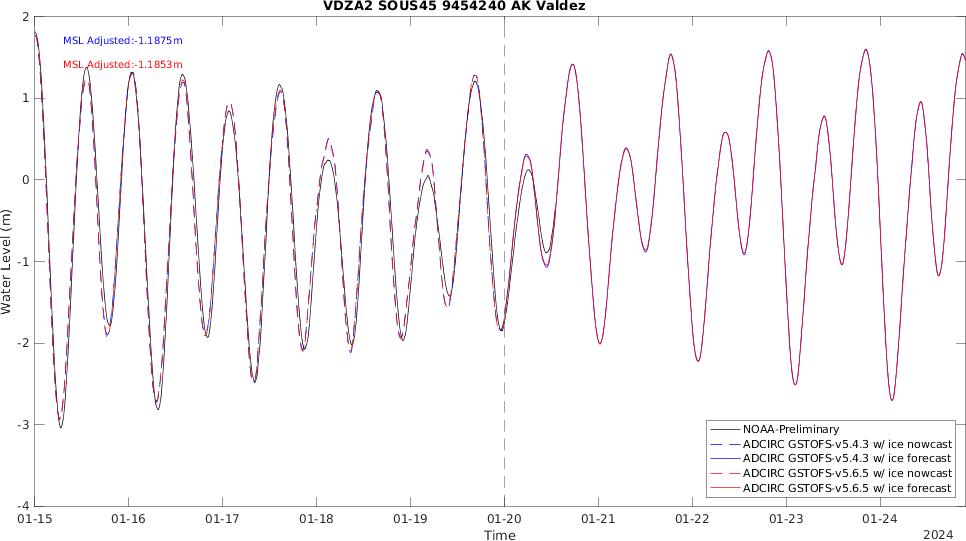 VDZA2 SOUS45 9454240 AK Valdez
MSL Adjusted:-1.1875m
MSL Adjusted:-1.1853m
Water Level (m)
2
1
0
-1
-2
-3
-4
NOAA-Preliminary
ADCIRC GSTOFS-v5.4.3 w/ ice nowcast
ADCIRC GSTOFS-v5.4.3 w/ ice forecast
ADCIRC GSTOFS-v5.6.5 w/ ice nowcast
ADCIRC GSTOFS-v5.6.5 w/ ice forecast
01-15 01-16 01-17 01-18 01-19 01-20 01-21 01-22 01-23 01-24
Time
2024